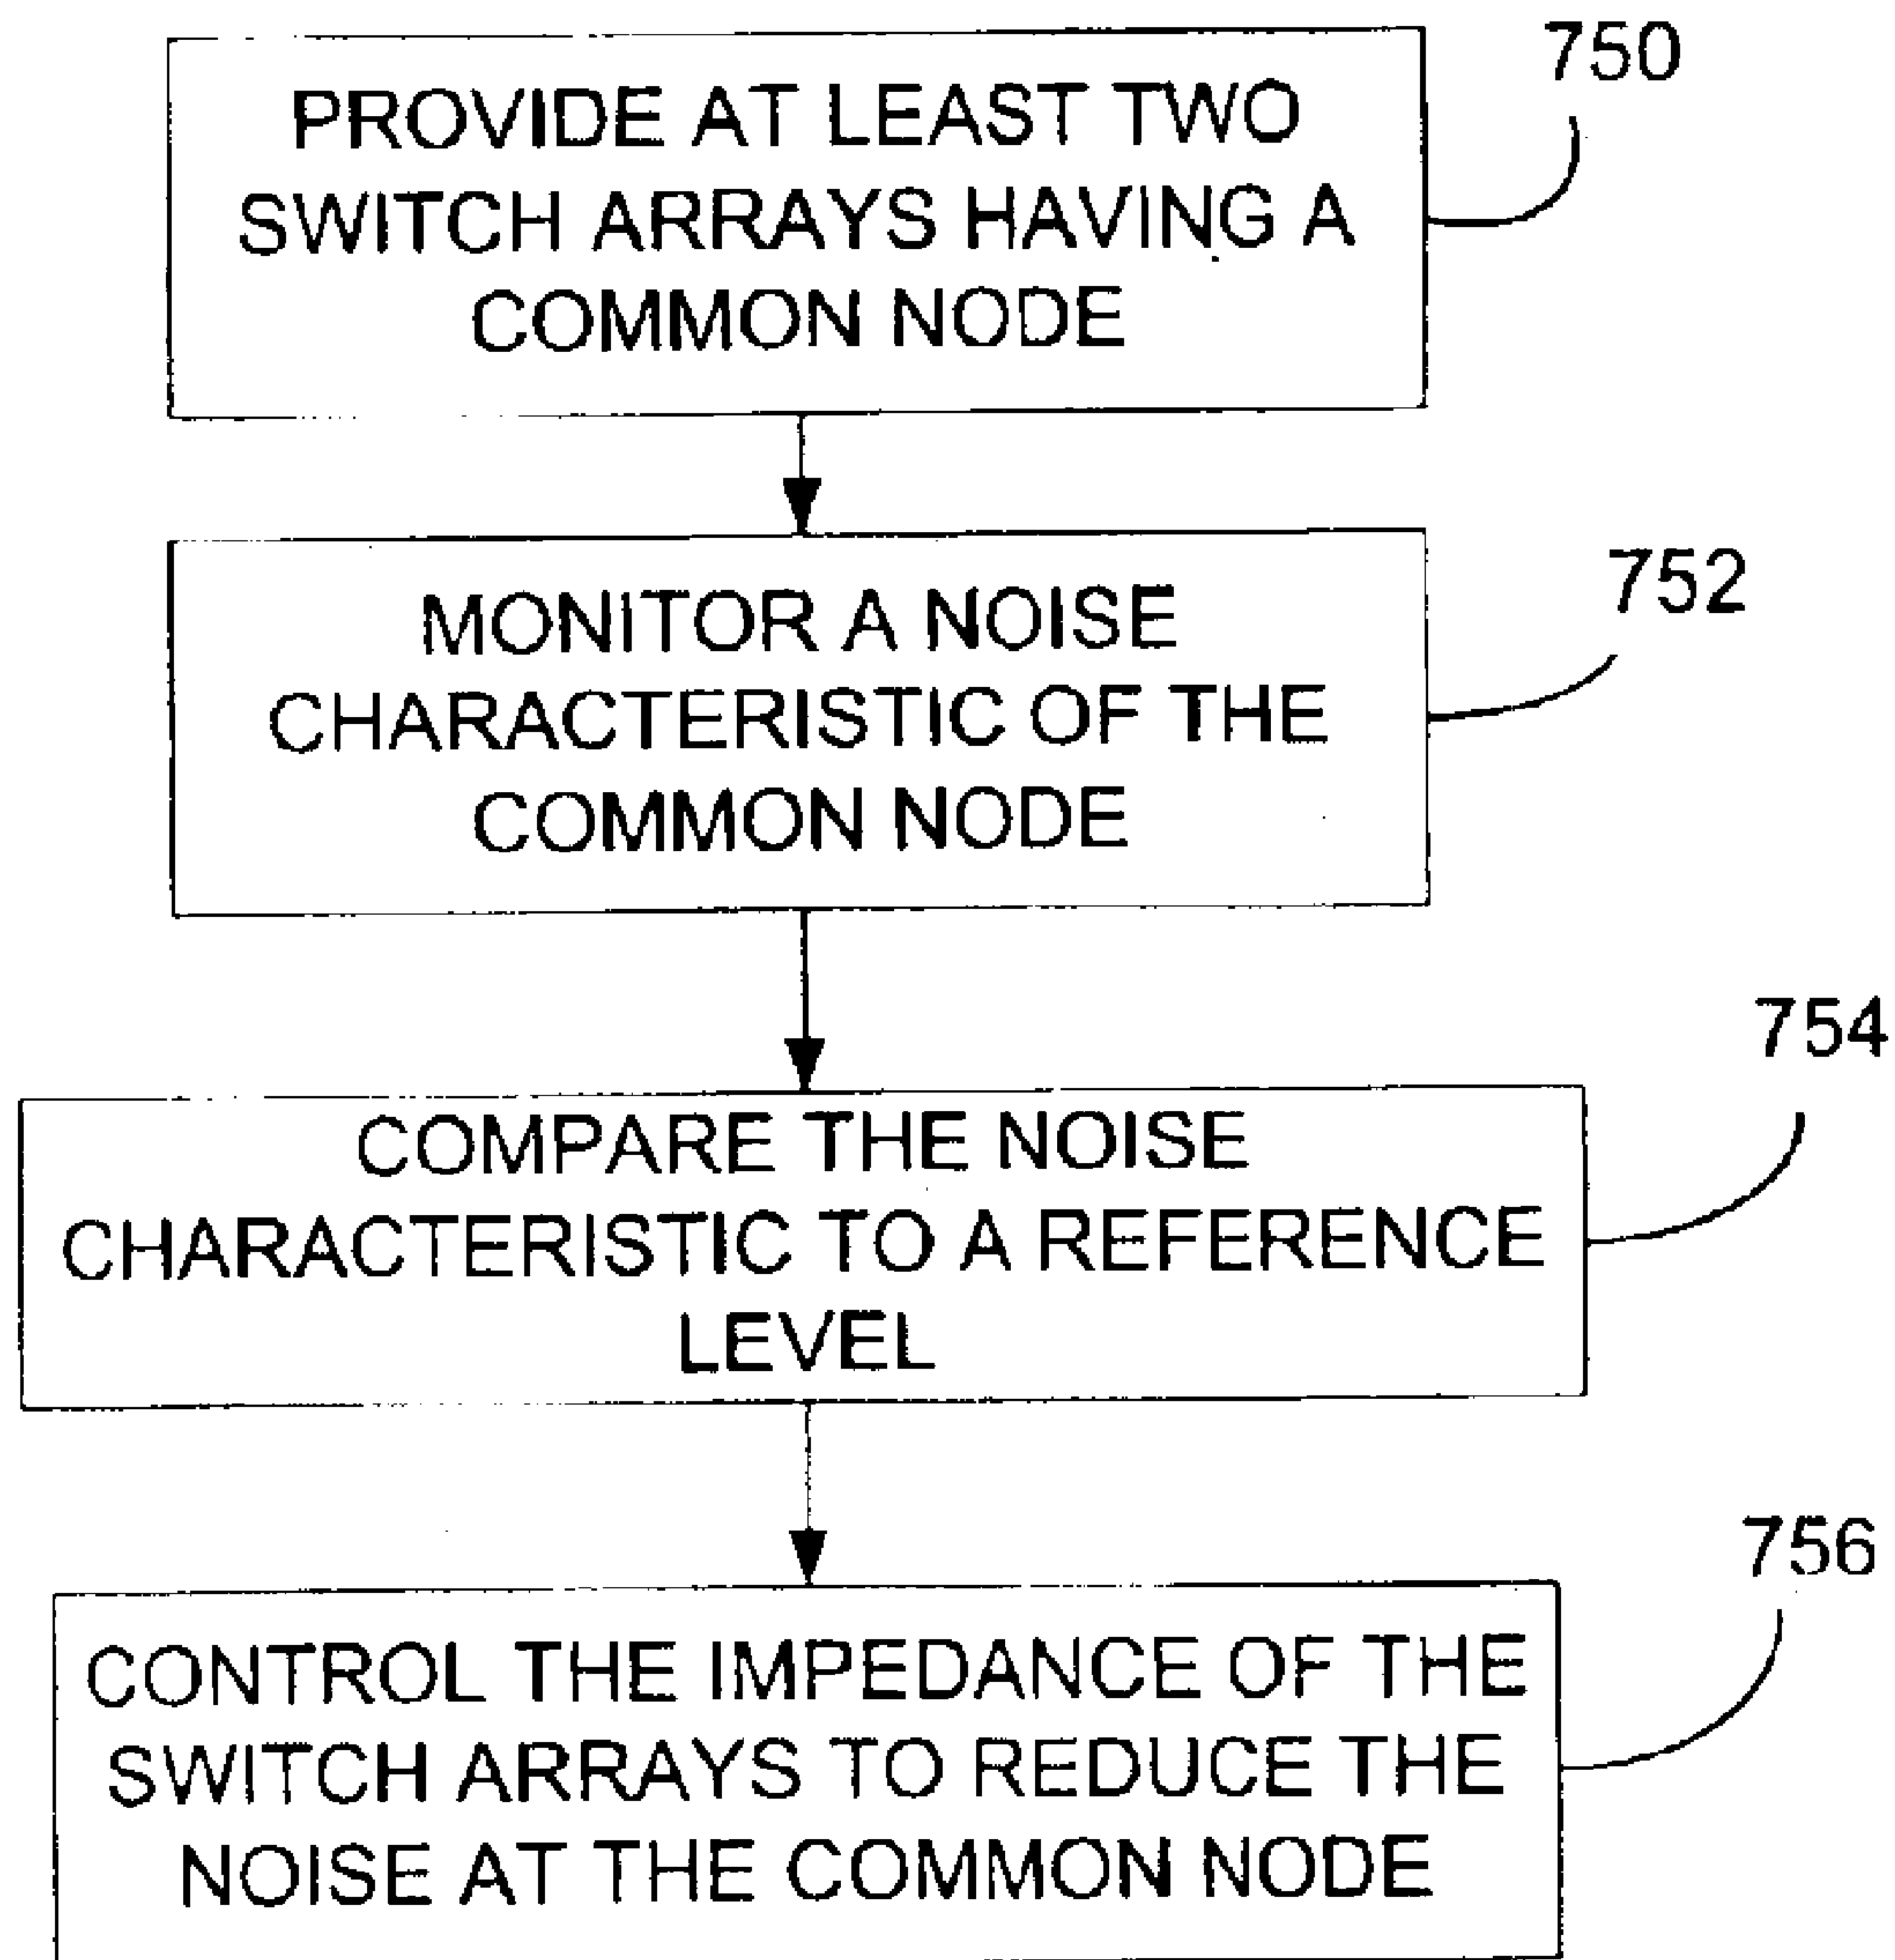 750
PROVIDE AT LEAST TWO
SWITCH ARRAYS HAVING A
COMMON NODE
752
MONITOR A NOISE
CHARACTERISTIC OF THE
COMMON NODE
754
COMPARE THE NOISE
CHARACTERISTIC TO A REFERENCE
LEVEL
756
CONTROL THE IMPEDANCE OF THE
SWITCH ARRAYS TO REDUCE THE
NOISE AT THE COMMON NODE